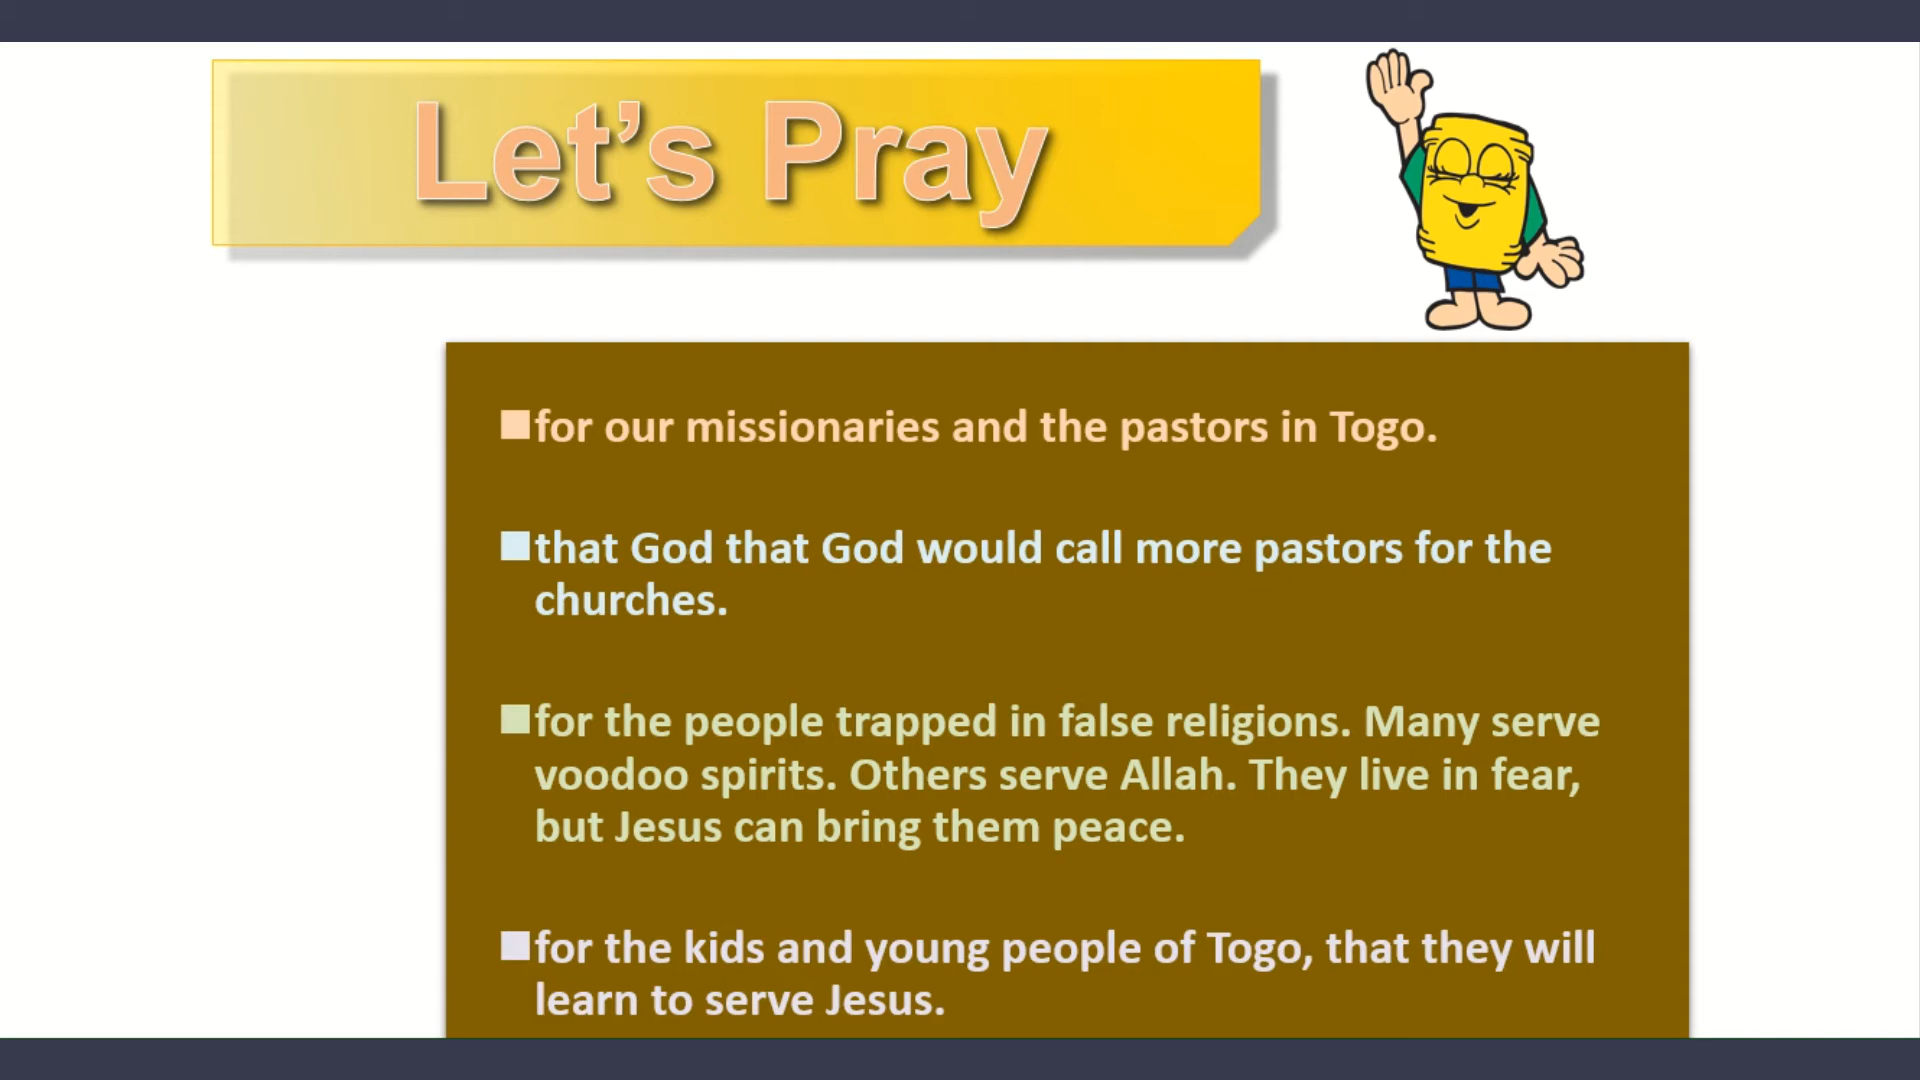 Let’s Pray
for our missionaries and the pastors in Togo.
that God that God would call more pastors for the
churches.
for the people trapped in false religions. Many serve
voodoo spirits. Others serve Allah. They live in fear,
but Jesus can bring them peace.
for the kids and young people of Togo, that they will
learn to serve Jesus.